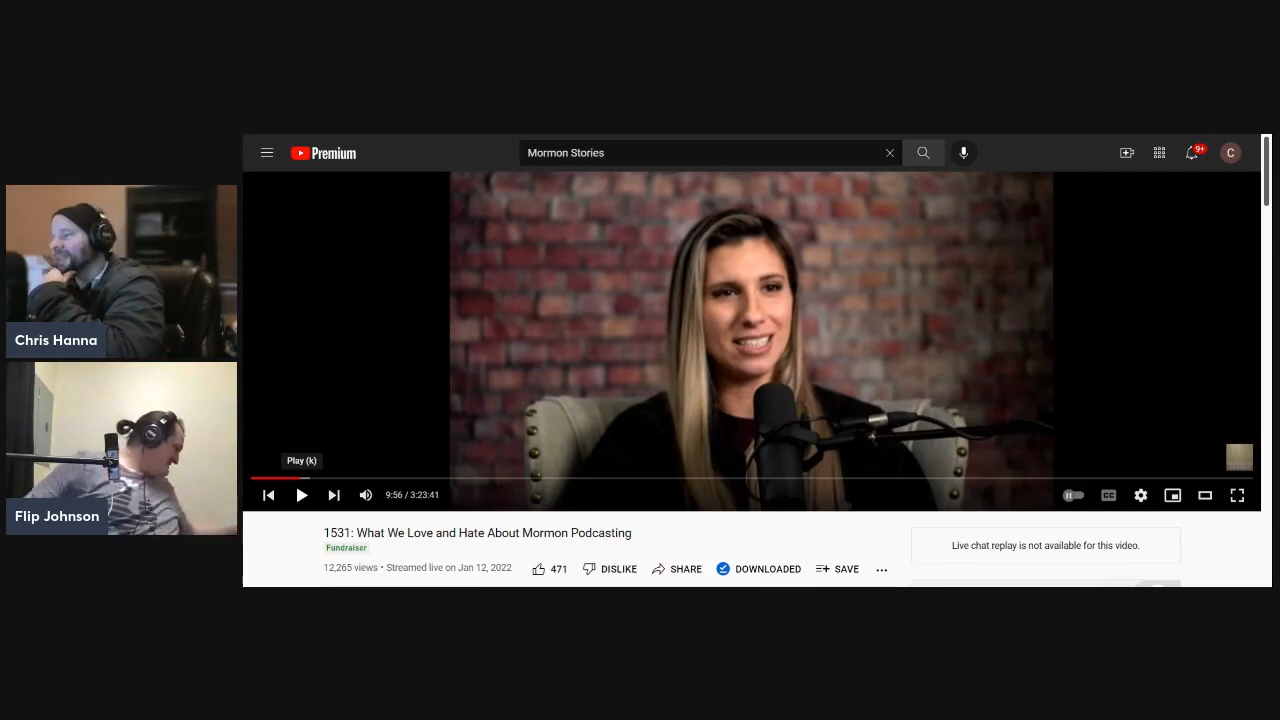 Premium
Mormon Stories
9+
C
Chris Hanna
Flip Johnson
Play (k)
9:56 / 3:23:41
CC
1531: What We Love and Hate About Mormon Podcasting
Fundraiser
12,265 views • Streamed live on Jan 12, 2022
471
DISLIKE
SHARE
DOWNLOADED
SAVE
Live chat replay is not available for this video.